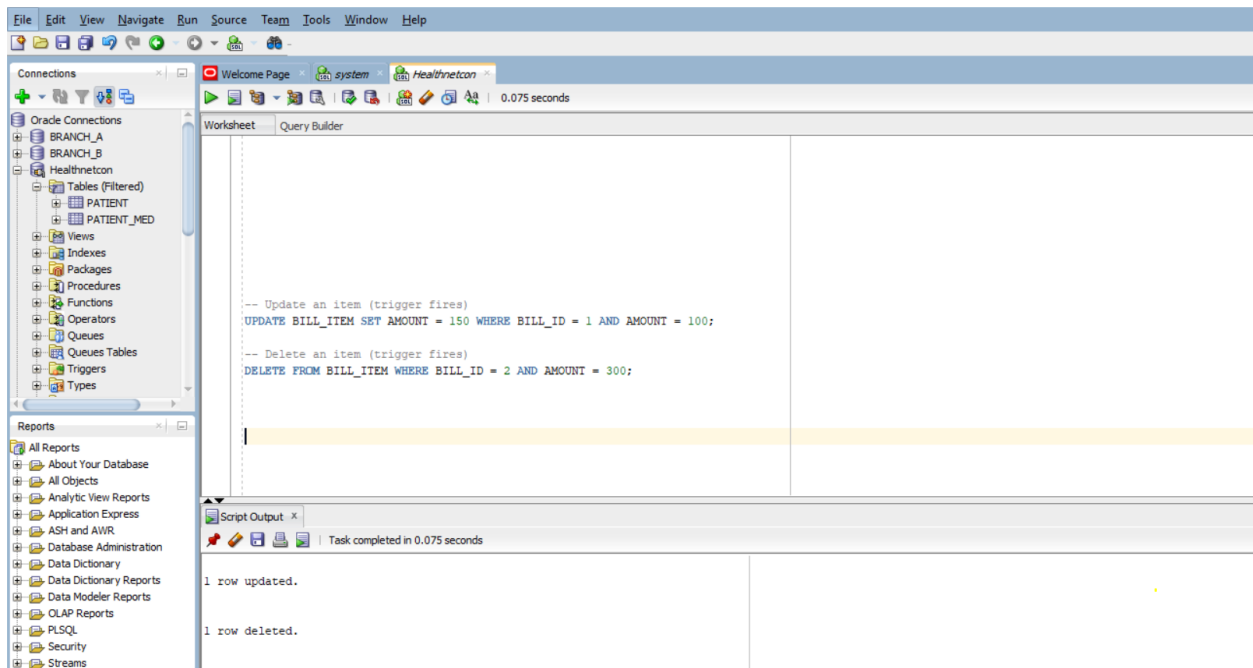 File Edit View Navigate Run Source Team Tools Window Help
Connections
Oracle Connections
BRANCH_A
BRANCH_B
Healthnetcon
Tables (Filtered)
PATIENT
PATIENT_MED
Views
Indexes
Packages
Procedures
Functions
Operators
Queues
Queues Tables
Triggers
Types
Reports
All Reports
About Your Database
All Objects
Analytic View Reports
Application Express
ASH and AWR
Database Administration
Data Dictionary
Data Dictionary Reports
Data Modeler Reports
OLAP Reports
PLSQL
Security
Streams
Welcome Page system Healthnetcon
0.075 seconds
Worksheet Query Builder
-- Update an item (trigger fires)
UPDATE BILL_ITEM SET AMOUNT = 150 WHERE BILL_ID = 1 AND AMOUNT = 100;
-- Delete an item (trigger fires)
DELETE FROM BILL_ITEM WHERE BILL_ID = 2 AND AMOUNT = 300;
Script Output
Task completed in 0.075 seconds
1 row updated.
1 row deleted.